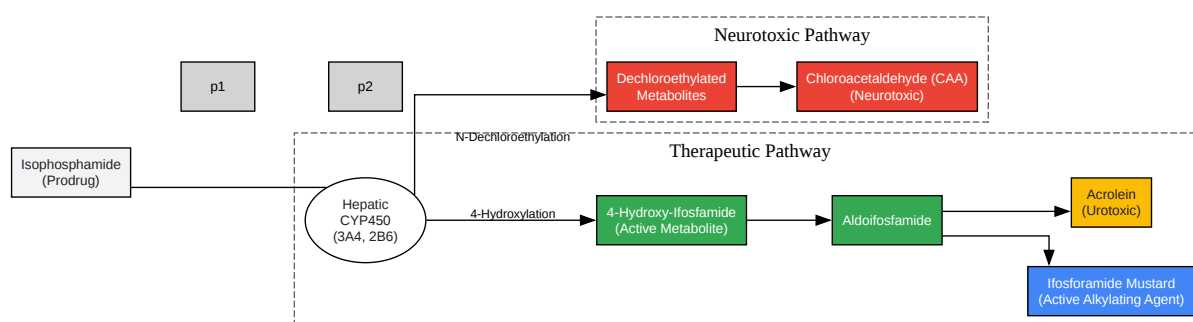 Neurotoxic Pathway
p1
p2
Dechloroethylated
Metabolites
Chloroacetaldehyde (CAA)
(Neurotoxic)
N-Dechloroethylation
Therapeutic Pathway
Isophosphamide
(Prodrug)
Hepatic
CYP450
(3A4, 2B6)
4-Hydroxylation
4-Hydroxy-Ifosfamide
(Active Metabolite)
Aldoifosfamide
Acrolein
(Urotoxic)
Ifosforamide Mustard
(Active Alkylating Agent)